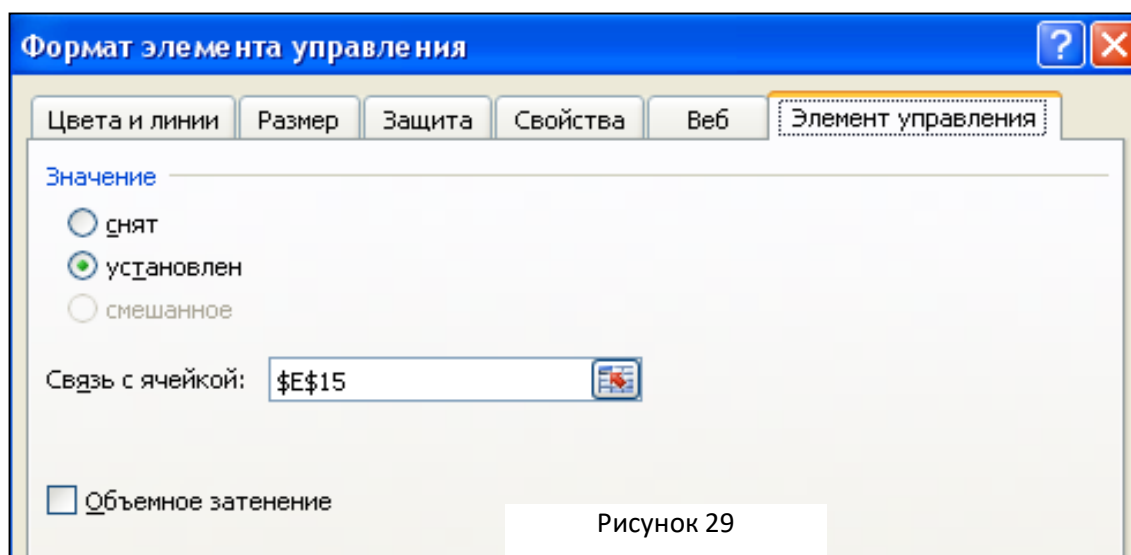 Формат элемента управления
Цвета и линии Размер Защита Свойства Веб Элемент управления
Значение
снят
установлен
смешанное
Связь с ячейкой: $E$15
Объемное затенение
Рисунок 29